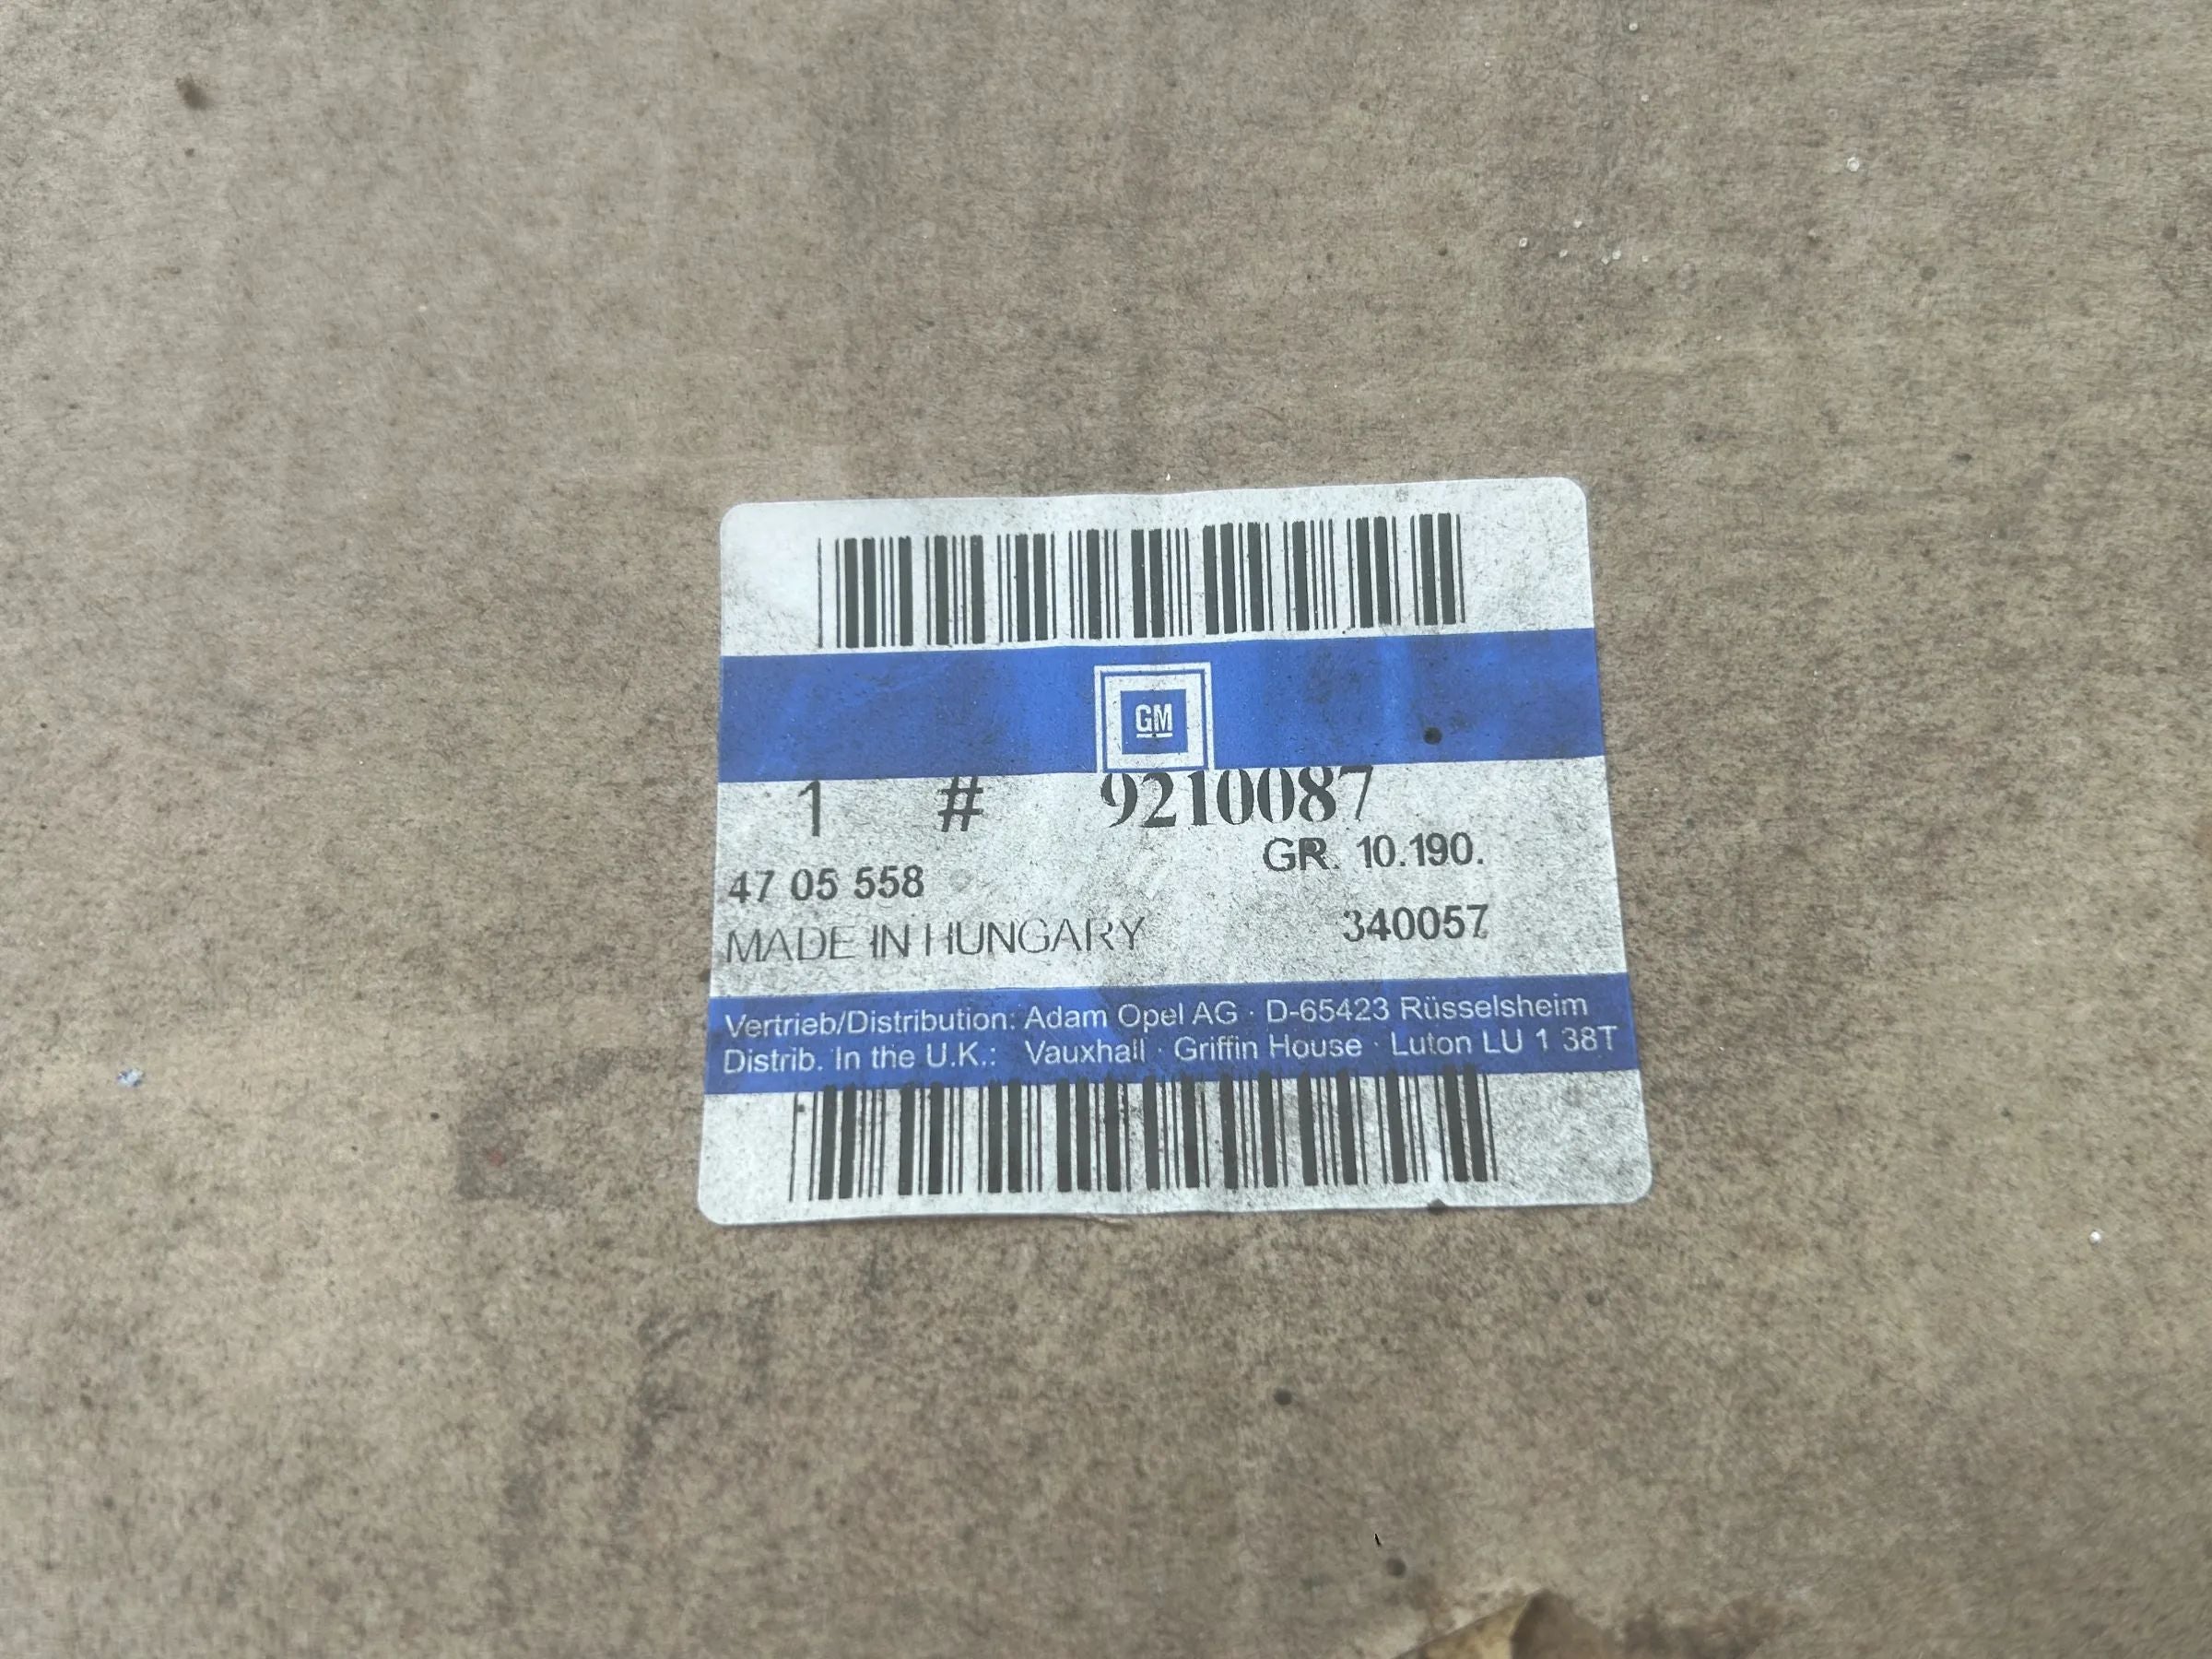 GM
1 # 9210087
GR. 10.190.
47 05 558
MADE IN HUNGARY 340057
Vertrieb/Distribution: Adam Opel AG · D-65423 Rüsselsheim
Distrib. In the U.K.: Vauxhall · Griffin House · Luton LU 1 38T